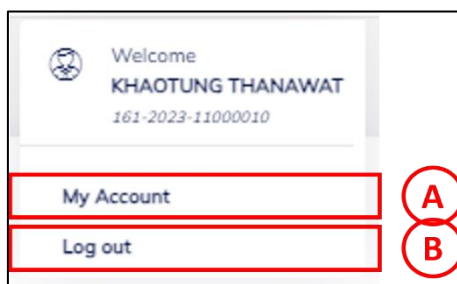 Welcome
KHAOTUNG THANAWAT
161-2023-11000010
My Account
A
Log out
B